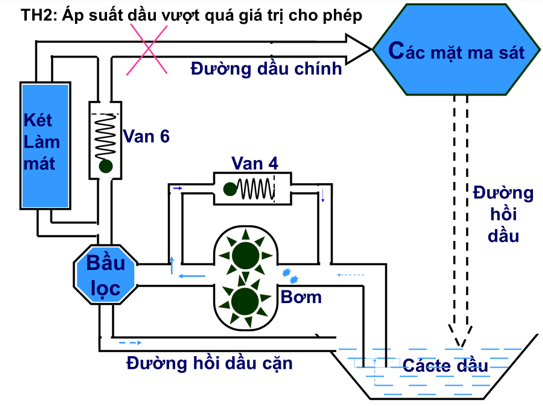 TH2: Áp suất dầu vượt quá giá trị cho phép
Các mặt ma sát
Đường dầu chính
Két
Làm
mát
Van 6
Van 4
Đường
hồi
dầu
Bầu
lọc
Bơm
Đường hồi dầu cặn
Cácte dầu